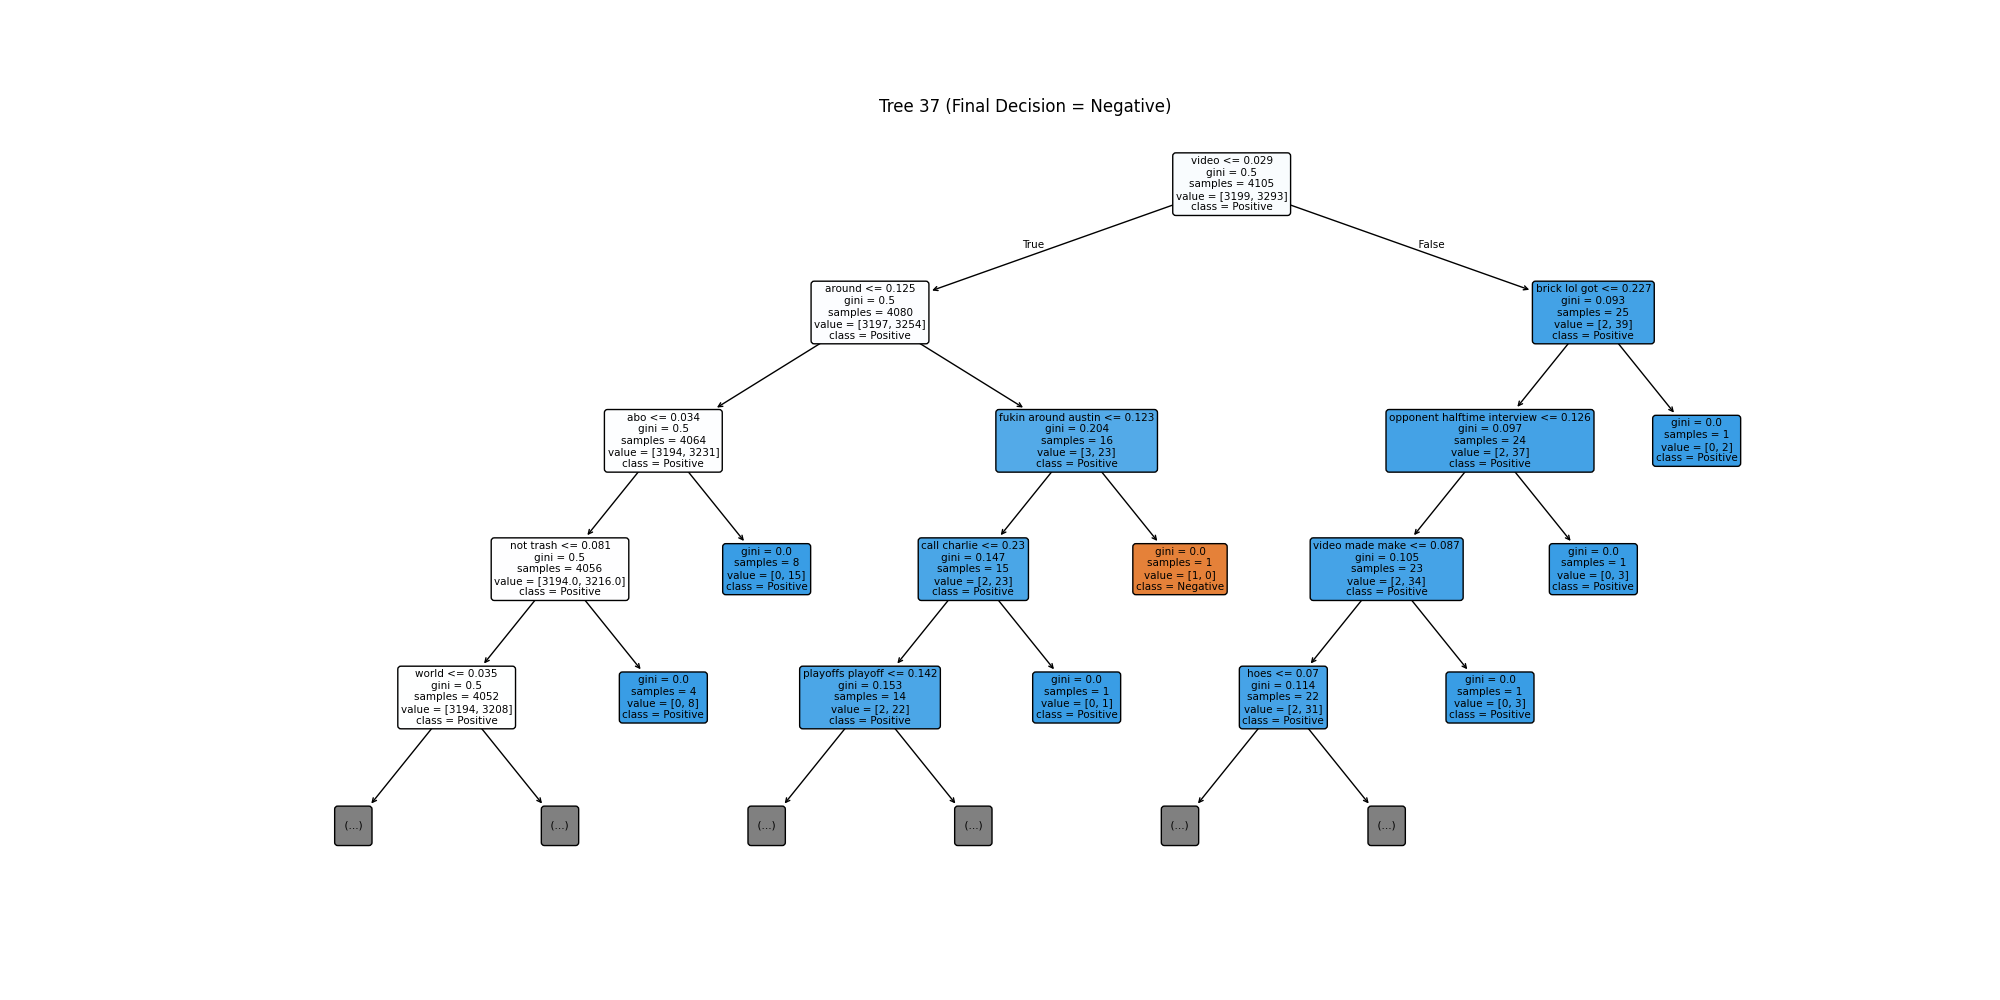 Tree 37 (Final Decision = Negative)
video <= 0.029
gini = 0.5
samples = 4105
value = [3199, 3293]
class = Positive
True
False
around <= 0.125
gini = 0.5
samples = 4080
value = [3197, 3254]
class = Positive
brick lol got <= 0.227
gini = 0.093
samples = 25
value = [2, 39]
class = Positive
abo <= 0.034
gini = 0.5
samples = 4064
value = [3194, 3231]
class = Positive
fukin around austin <= 0.123
gini = 0.204
samples = 16
value = [3, 23]
class = Positive
opponent halftime interview <= 0.126
gini = 0.097
samples = 24
value = [2, 37]
class = Positive
gini = 0.0
samples = 1
value = [0, 2]
class = Positive
not trash <= 0.081
gini = 0.5
samples = 4056
value = [3194.0, 3216.0]
class = Positive
gini = 0.0
samples = 8
value = [0, 15]
class = Positive
call charlie <= 0.23
gini = 0.147
samples = 15
value = [2, 23]
class = Positive
gini = 0.0
samples = 1
value = [1, 0]
class = Negative
video made make <= 0.087
gini = 0.105
samples = 23
value = [2, 34]
class = Positive
gini = 0.0
samples = 1
value = [0, 3]
class = Positive
world <= 0.035
gini = 0.5
samples = 4052
value = [3194, 3208]
class = Positive
gini = 0.0
samples = 4
value = [0, 8]
class = Positive
playoffs playoff <= 0.142
gini = 0.153
samples = 14
value = [2, 22]
class = Positive
gini = 0.0
samples = 1
value = [0, 1]
class = Positive
hoes <= 0.07
gini = 0.114
samples = 22
value = [2, 31]
class = Positive
gini = 0.0
samples = 1
value = [0, 3]
class = Positive
(...)
(...)
(...)
(...)
(...)
(...)